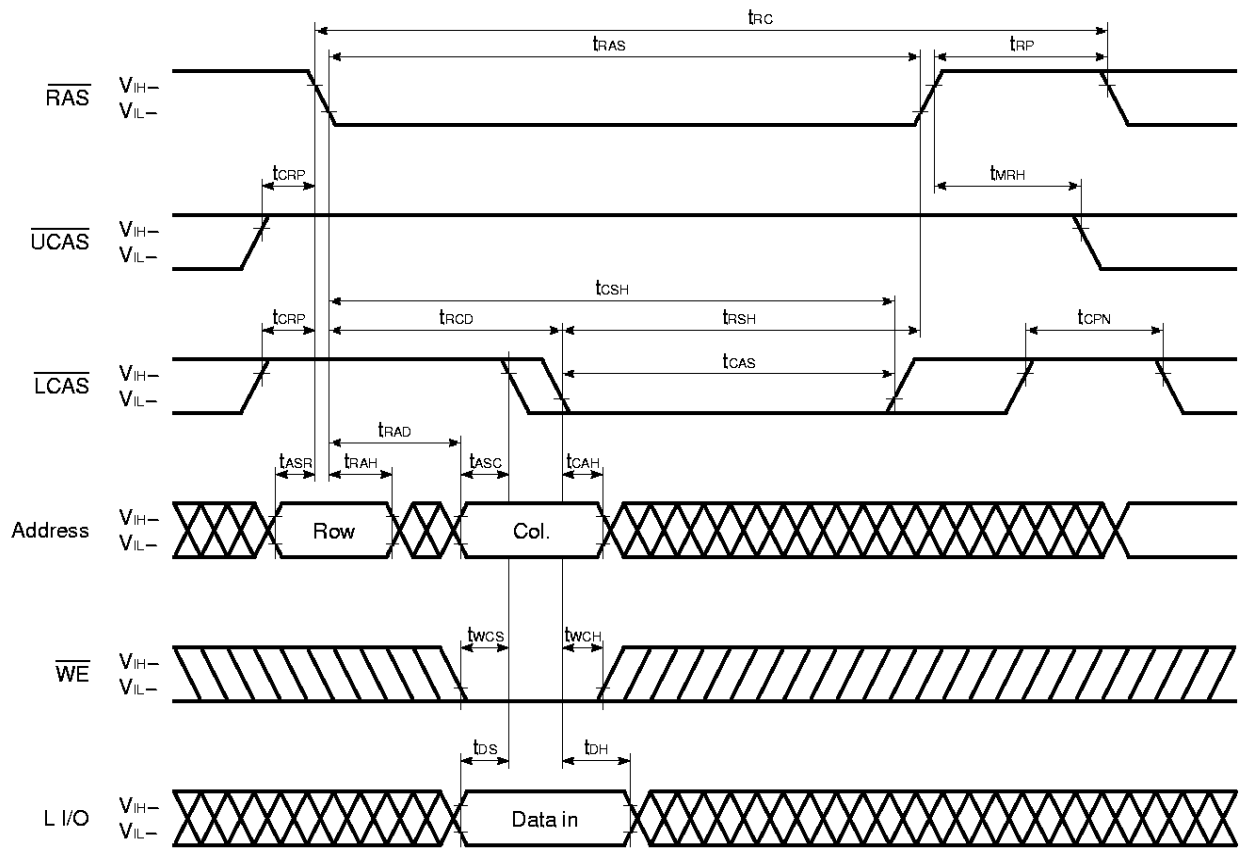 tRC
tRAS tRP
RAS VIH– VIL–
tCRP tMRH
UCAS VIH– VIL–
tCSH
tCRP tRCD tRSH tCPN
LCAS VIH– VIL– tCAS
tRAD
tASR tRAH tASC tCAH
Address VIH– VIL– Row Col.
tWCS tWCH
WE VIH– VIL–
tDS tDH
L I/O VIH– VIL– Data in